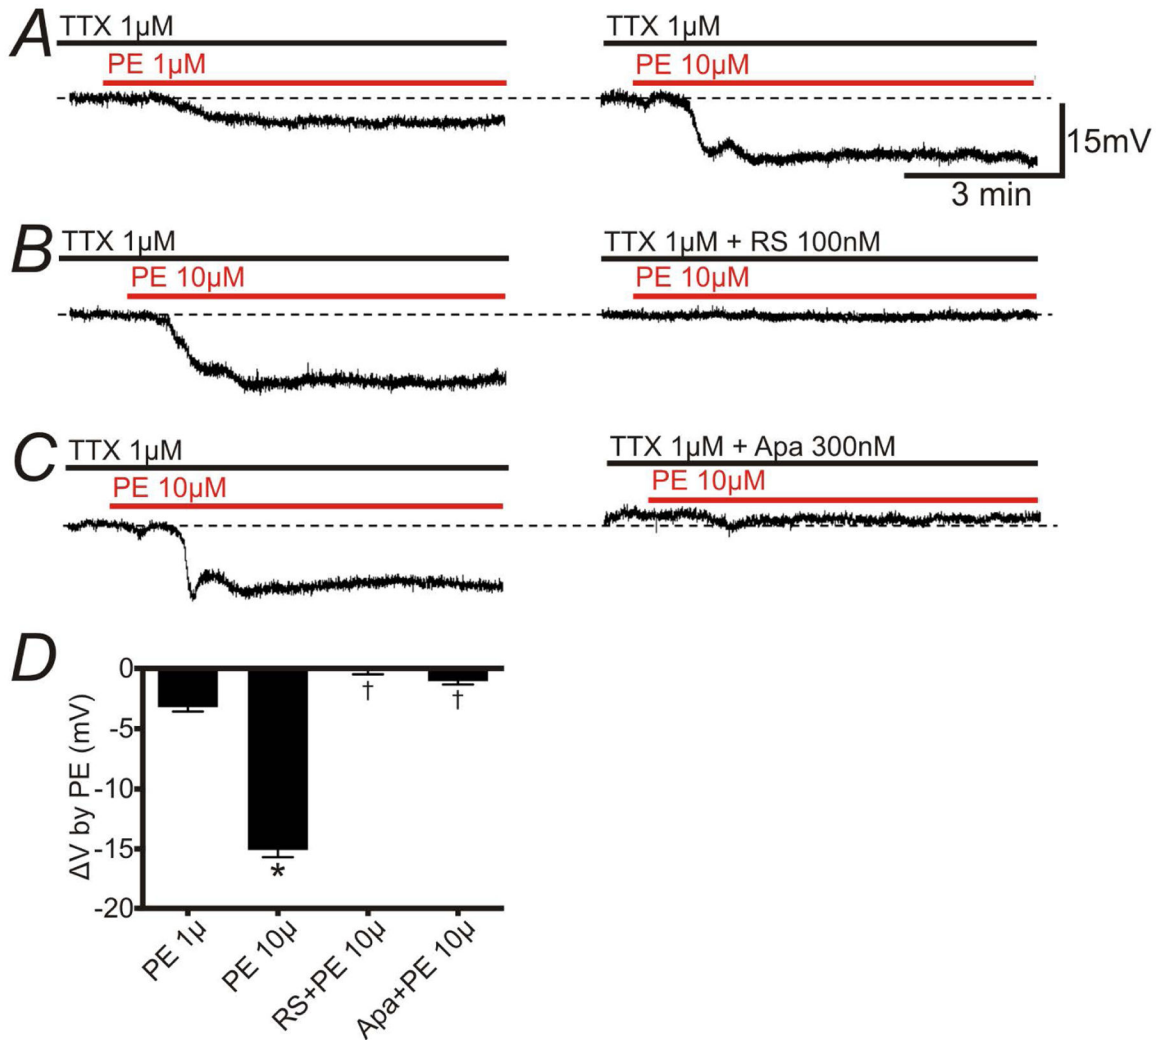 A
TTX 1µM
TTX 1µM
PE 1µM
PE 10µM
15mV
3 min
B
TTX 1µM
TTX 1µM + RS 100nM
PE 10µM
PE 10µM
C
TTX 1µM
TTX 1µM + Apa 300nM
PE 10µM
PE 10µM
D
ΔV by PE (mV)
0
-5
-10
-15
-20
†
†
*
PE 1µ
PE 10µ
RS+PE 10µ
Apa+PE 10µ